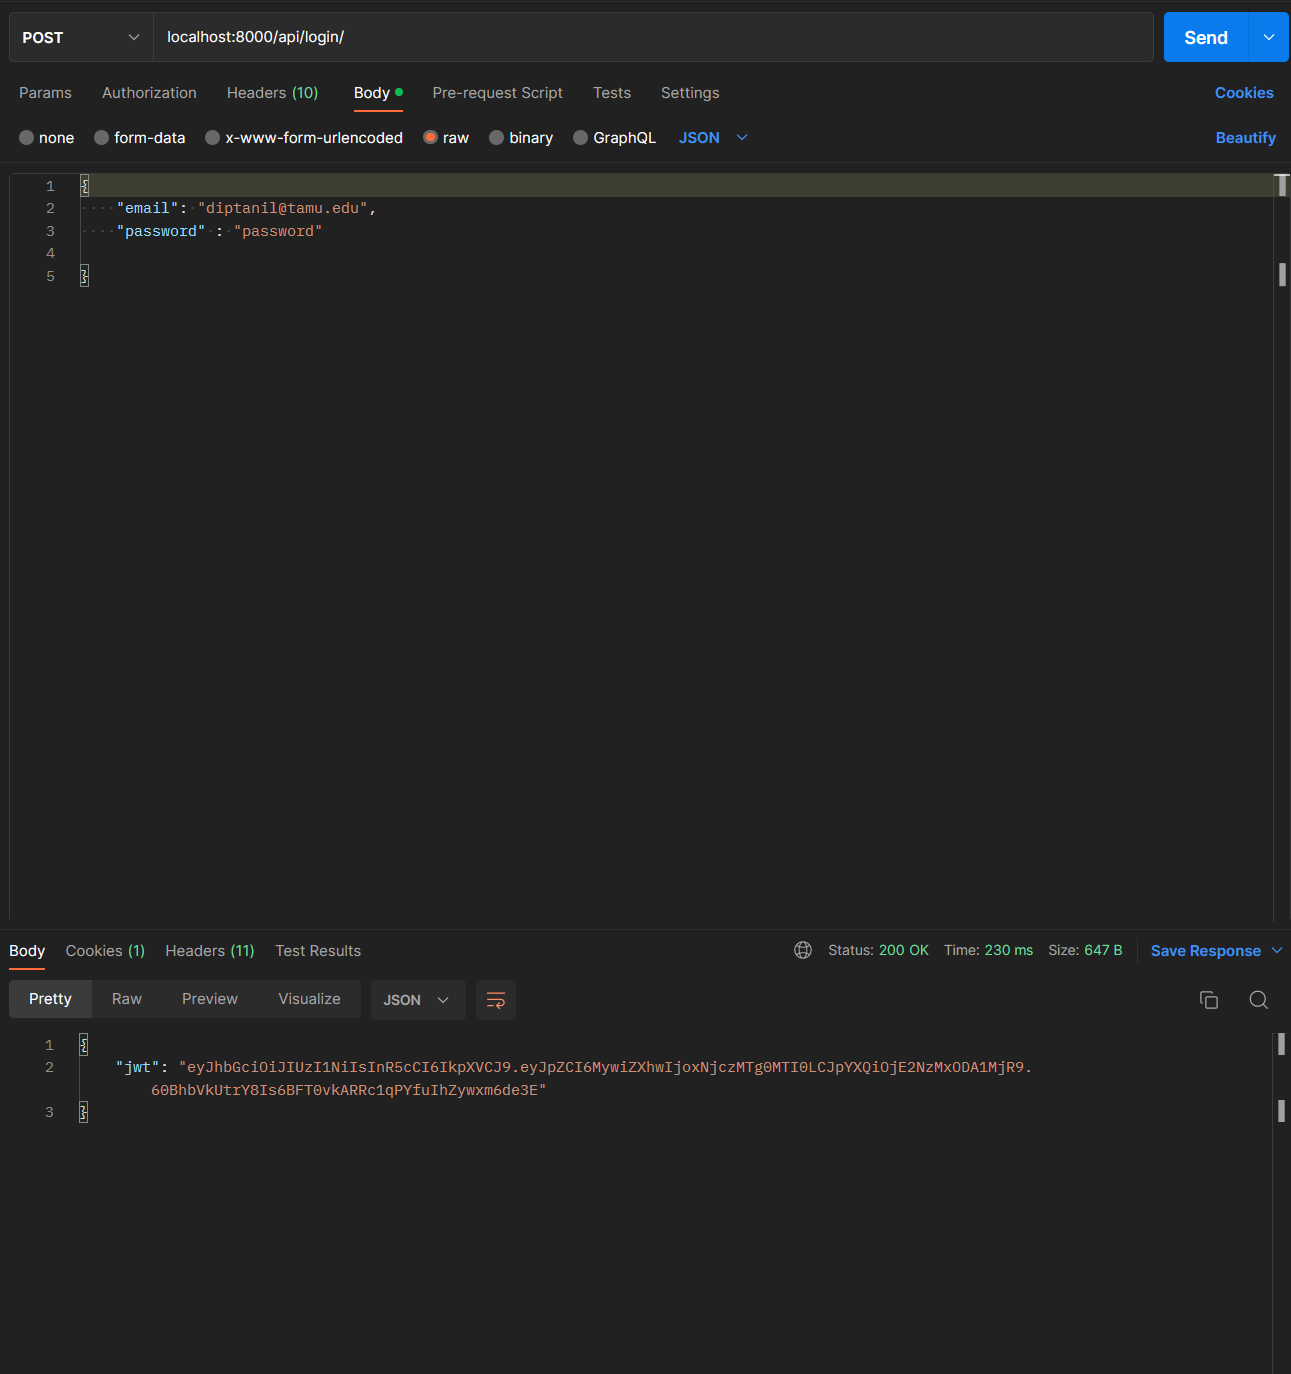 POST localhost:8000/api/login/ Send
Params Authorization Headers (10) Body Pre-request Script Tests Settings Cookies
none form-data x-www-form-urlencoded raw binary GraphQL JSON Beautify
1 {
2 "email": "diptanil@tamu.edu",
3 "password" : "password"
4
5 }
Body Cookies (1) Headers (11) Test Results Status: 200 OK Time: 230 ms Size: 647 B Save Response
Pretty Raw Preview Visualize JSON
1 {
2 "jwt": "eyJhbGciOiJIUzI1NiIsInR5cCI6IkpXVCJ9.eyJpZCI6MywiZXhwIjoxNjczMTg0MTI0LCJpYXQiOjE2NzMxODA1MjR9.
60BhbVkUtrY8Is6BFT0vkARRc1qPYfuIhZywxm6de3E"
3 }